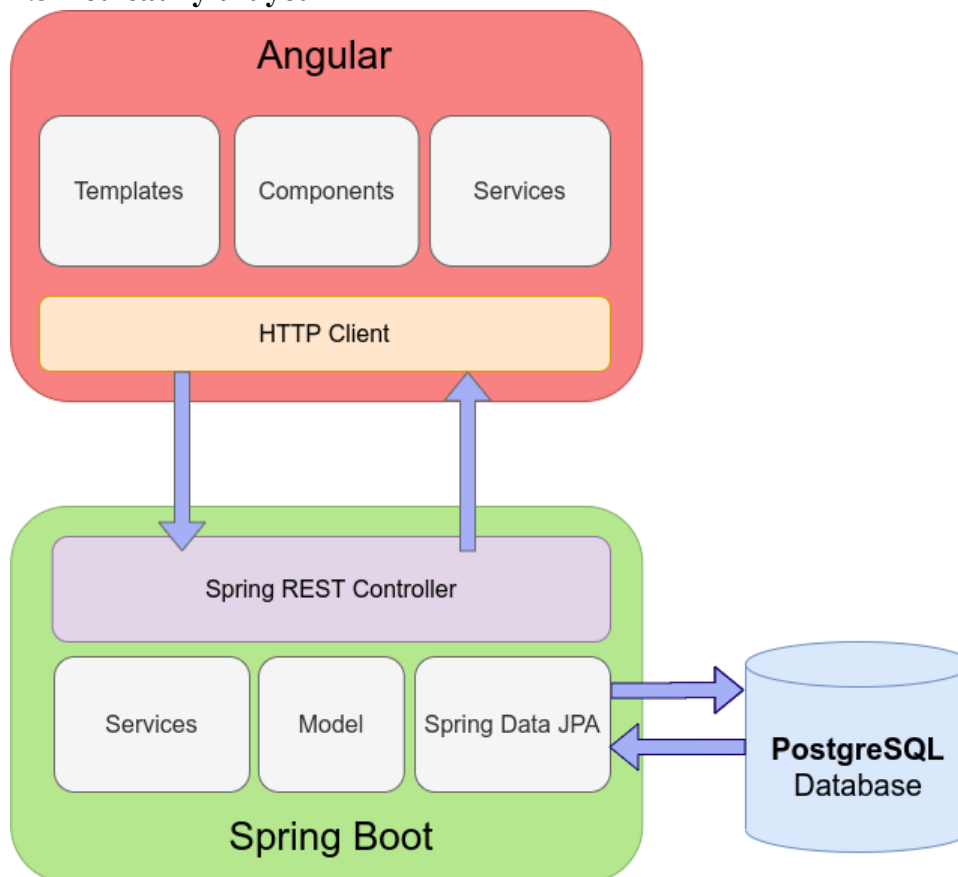 Angular
Templates
Components
Services
HTTP Client
Spring REST Controller
Services
Model
Spring Data JPA
PostgreSQL
Database
Spring Boot